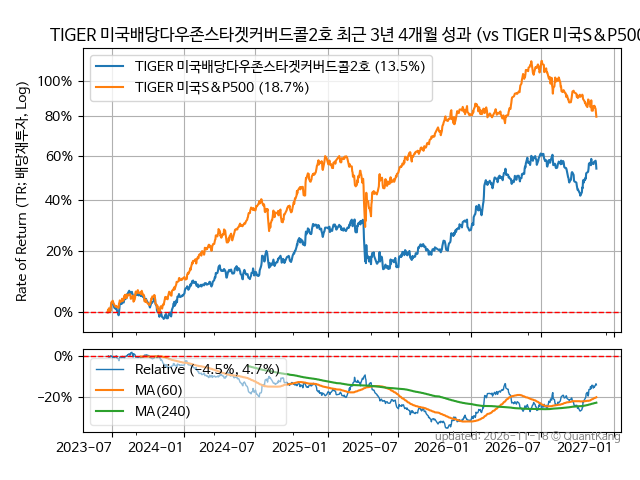 TIGER 미국배당다우존스타겟커버드콜2호 최근 3년 4개월 성과 (vs TIGER 미국S&P500
Rate of Return (TR: 배당재투자, Log)
TIGER 미국배당다우존스타겟커버드콜2호 (13.5%)
TIGER 미국S&P500 (18.7%)
100%
80%
60%
40%
20%
0%
0%
−20%
Relative (−4.5%, 4.7%)
MA(60)
MA(240)
updated: 2026-11-18 © QuantKang
2023-07 2024-01 2024-07 2025-01 2025-07 2026-01 2026-07 2027-01